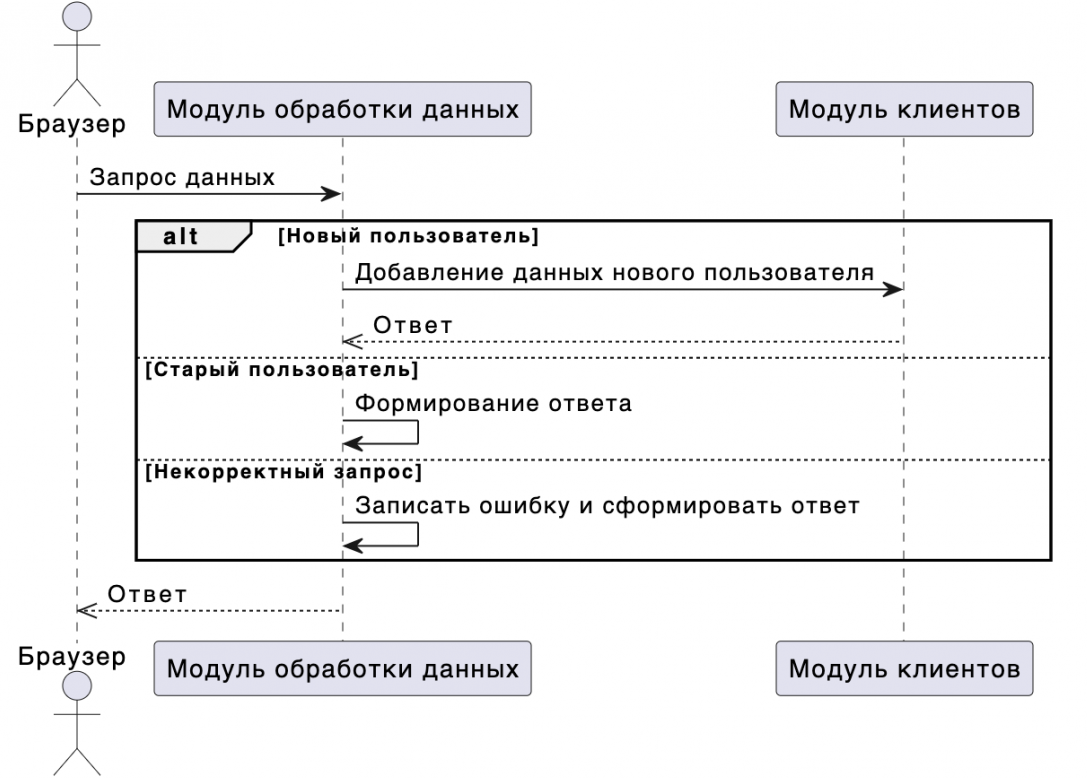 Браузер
Модуль обработки данных
Модуль клиентов
Запрос данных
alt
[Новый пользователь]
Добавление данных нового пользователя
Ответ
[Старый пользователь]
Формирование ответа
[Некорректный запрос]
Записать ошибку и сформировать ответ
Ответ
Браузер
Модуль обработки данных
Модуль клиентов